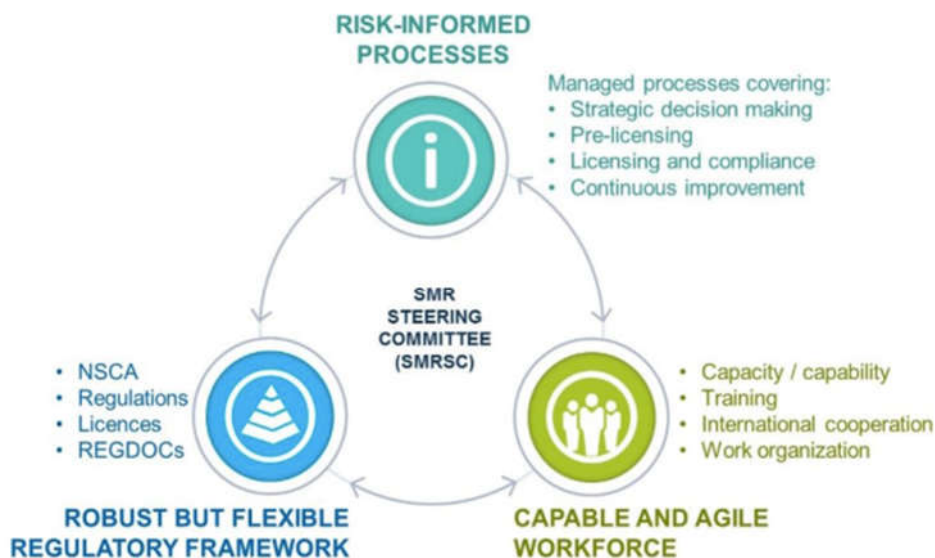 RISK-INFORMED
PROCESSES
Managed processes covering:
• Strategic decision making
• Pre-licensing
• Licensing and compliance
• Continuous improvement
i
SMR
STEERING
COMMITTEE
(SMRSC)
• NSCA
• Regulations
• Licences
• REGDOCs
• Capacity / capability
• Training
• International cooperation
• Work organization
ROBUST BUT FLEXIBLE
REGULATORY FRAMEWORK
CAPABLE AND AGILE
WORKFORCE